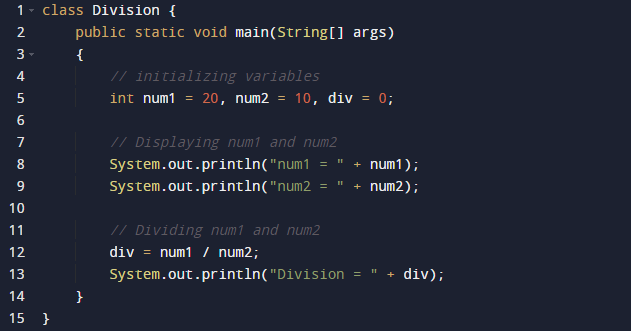 1 class Division {
2     public static void main(String[] args)
3     {
4         // initializing variables
5         int num1 = 20, num2 = 10, div = 0;
6
7         // Displaying num1 and num2
8         System.out.println("num1 = " + num1);
9         System.out.println("num2 = " + num2);
10
11         // Dividing num1 and num2
12         div = num1 / num2;
13         System.out.println("Division = " + div);
14     }
15 }